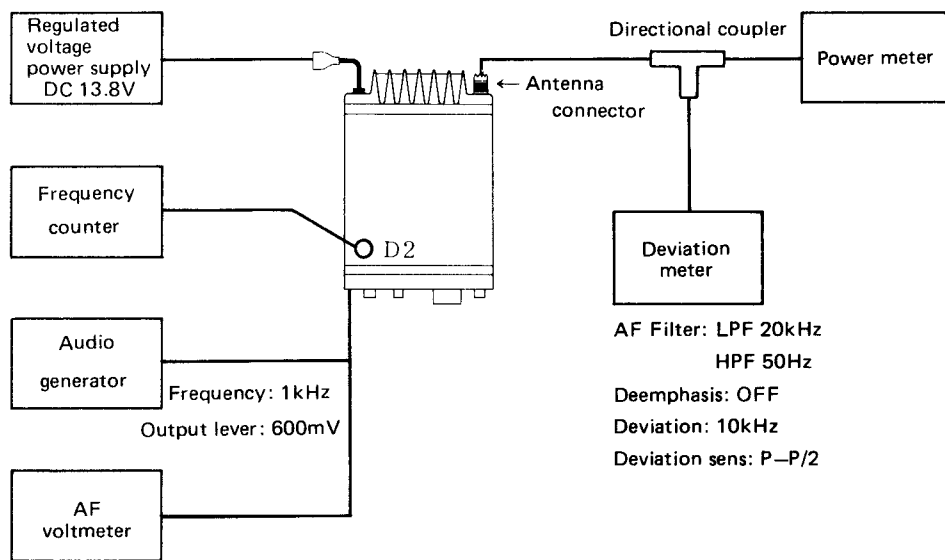 Regulated
voltage
power supply
DC 13.8V
Directional coupler
Power meter
← Antenna
connector
Frequency
counter
D2
Deviation
meter
AF Filter: LPF 20kHz
HPF 50Hz
Deemphasis: OFF
Deviation: 10kHz
Deviation sens: P–P/2
Audio
generator
Frequency: 1kHz
Output lever: 600mV
AF
voltmeter